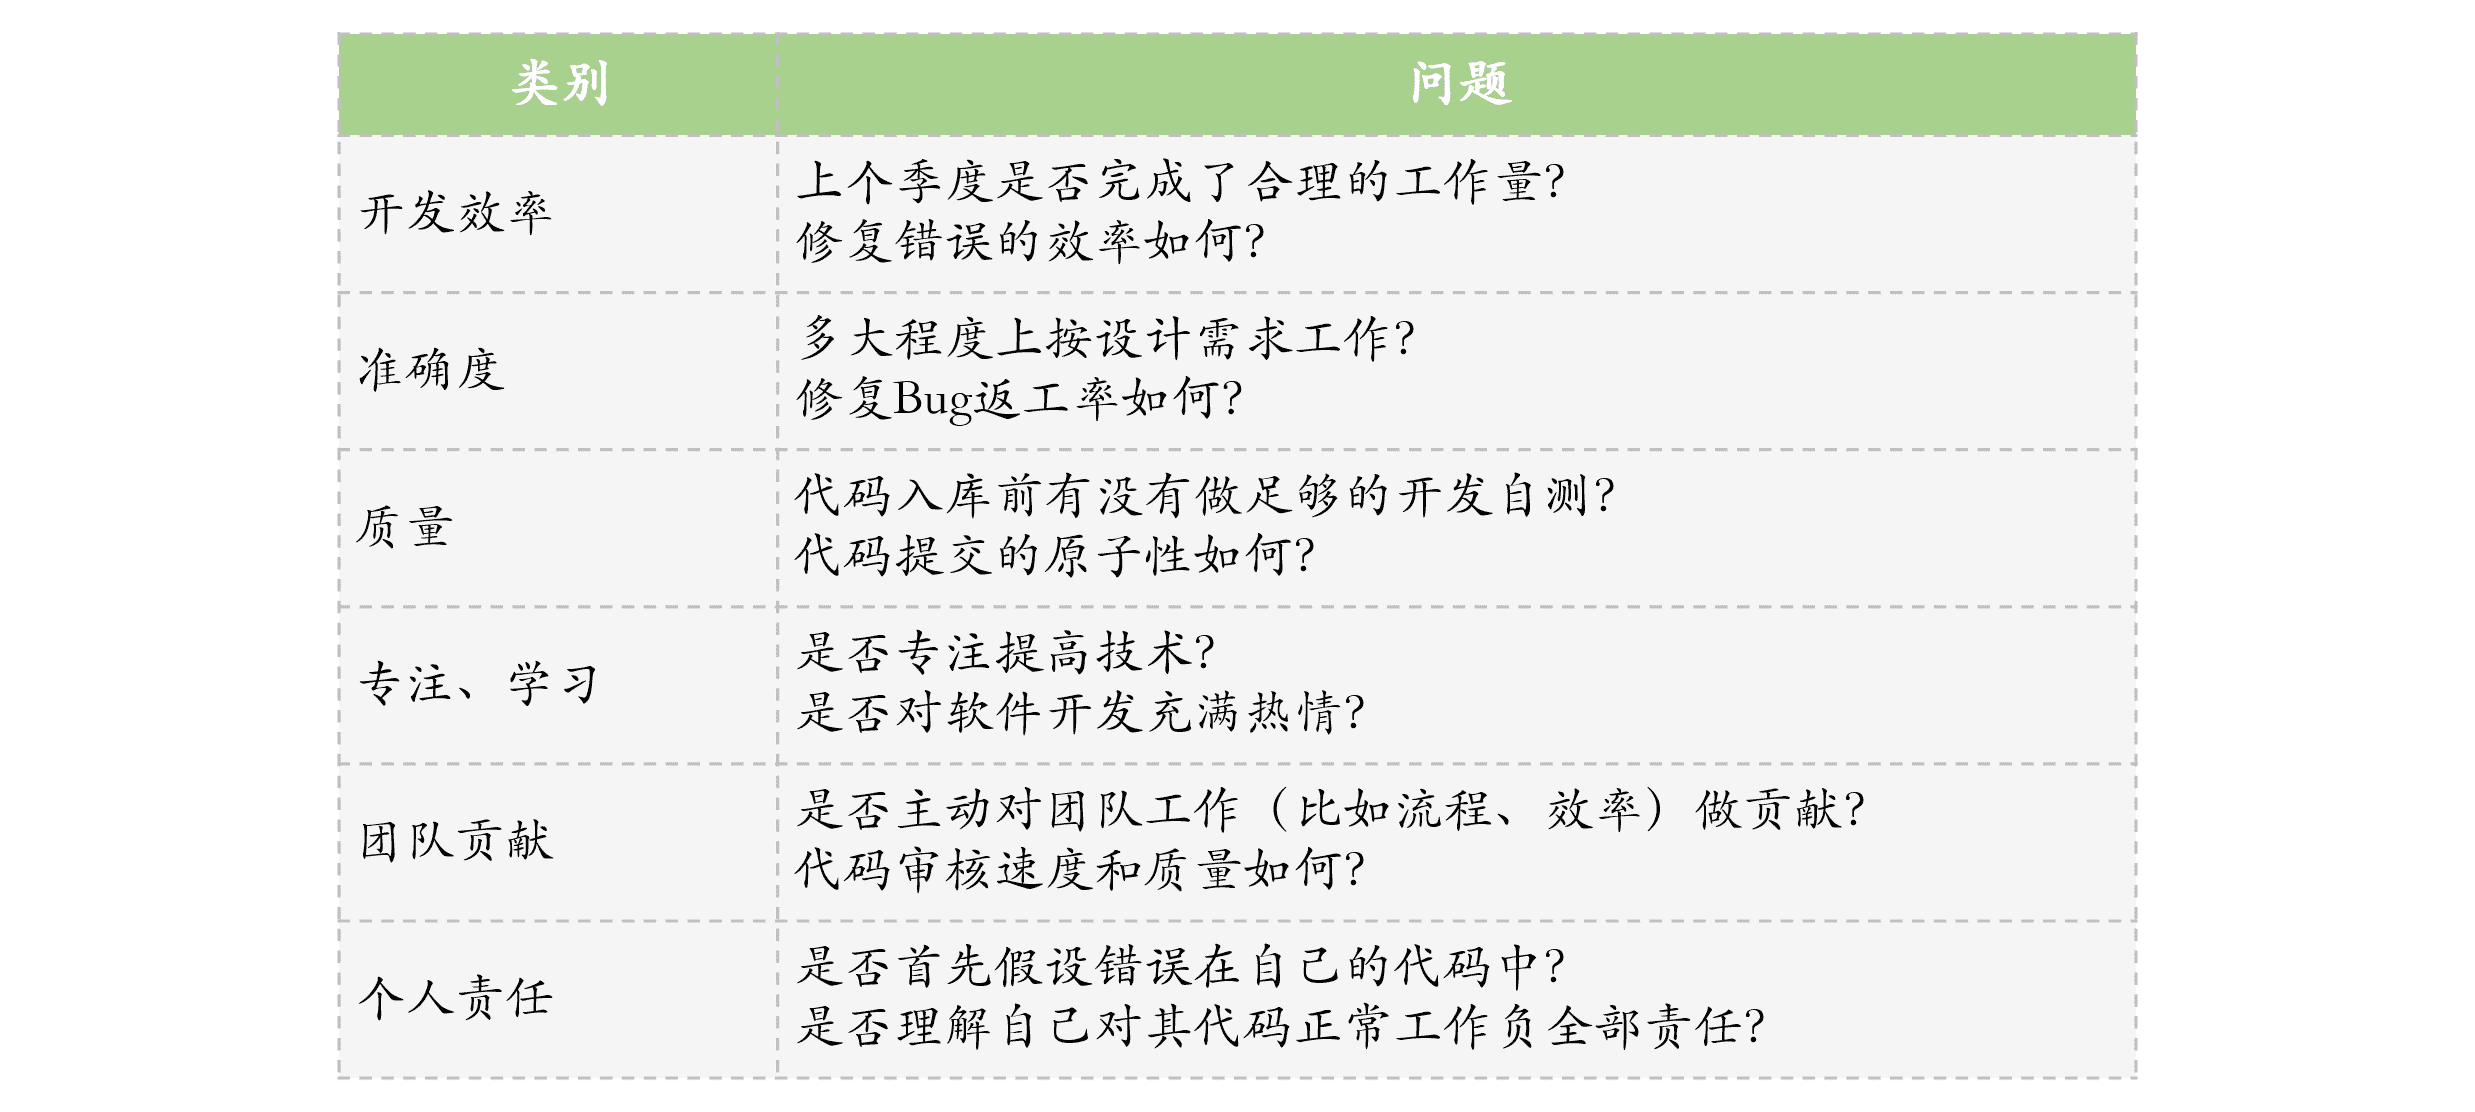 类别
问题
开发效率
上个季度是否完成了合理的工作量?
修复错误的效率如何?
准确度
多大程度上按设计需求工作?
修复Bug返工率如何?
质量
代码入库前有没有做足够的开发自测?
代码提交的原子性如何?
专注、学习
是否专注提高技术?
是否对软件开发充满热情?
团队贡献
是否主动对团队工作（比如流程、效率）做贡献?
代码审核速度和质量如何?
个人责任
是否首先假设错误在自己的代码中?
是否理解自己对其代码正常工作负全部责任?